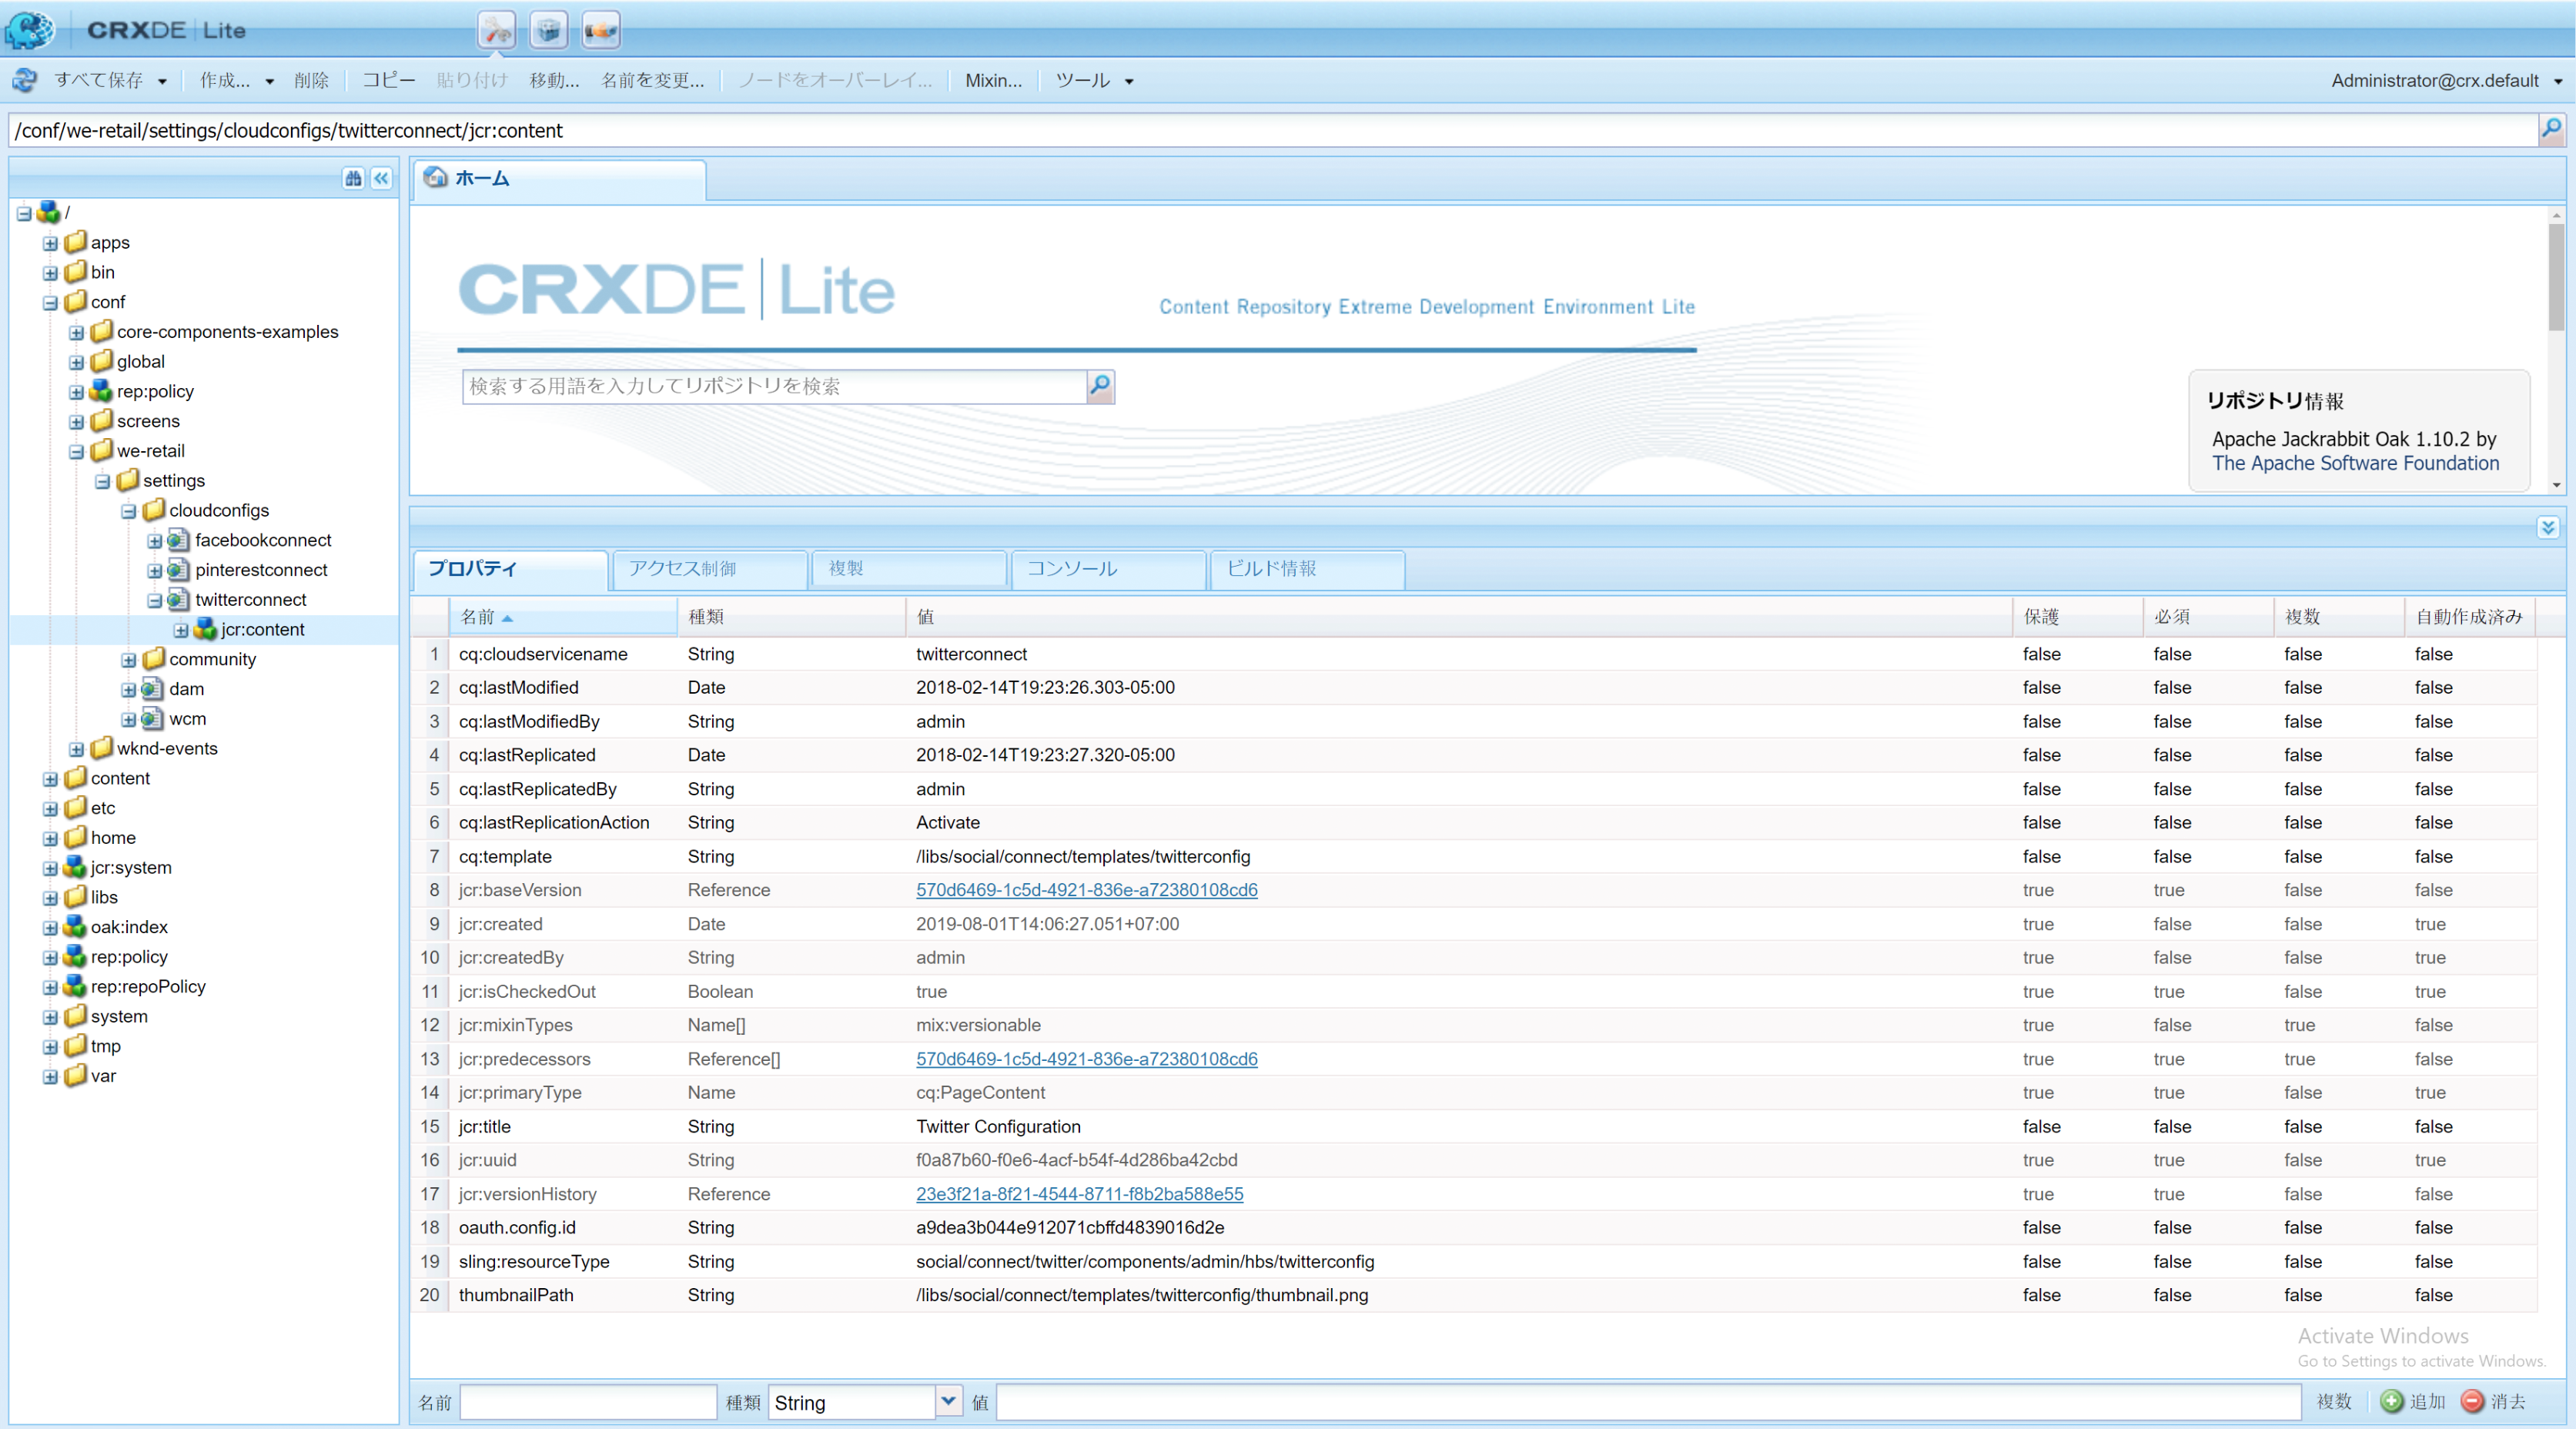 CRXDE | Lite
すべて保存 作成... 削除 コピー 貼り付け 移動... 名前を変更... ノードをオーバーレイ... Mixin... ツール Administrator@crx.default
/conf/we-retail/settings/cloudconfigs/twitterconnect/jcr:content
/
apps
bin
conf
core-components-examples
global
rep:policy
screens
we-retail
settings
cloudconfigs
facebookconnect
pinterestconnect
twitterconnect
jcr:content
community
dam
wcm
wknd-events
content
etc
home
jcr:system
libs
oak:index
rep:policy
rep:repoPolicy
system
tmp
var
ホーム
CRXDE | Lite
Content Repository Extreme Development Environment Lite
検索する用語を入力してリポジトリを検索
リポジトリ情報
Apache Jackrabbit Oak 1.10.2 by
The Apache Software Foundation
プロパティ アクセス制御 複製 コンソール ビルド情報
名前 種類 値 保護 必須 複数 自動作成済み
1 cq:cloudservicename String twitterconnect false false false false
2 cq:lastModified Date 2018-02-14T19:23:26.303-05:00 false false false false
3 cq:lastModifiedBy String admin false false false false
4 cq:lastReplicated Date 2018-02-14T19:23:27.320-05:00 false false false false
5 cq:lastReplicatedBy String admin false false false false
6 cq:lastReplicationAction String Activate false false false false
7 cq:template String /libs/social/connect/templates/twitterconfig false false false false
8 jcr:baseVersion Reference 570d6469-1c5d-4921-836e-a72380108cd6 true true false false
9 jcr:created Date 2019-08-01T14:06:27.051+07:00 true false false true
10 jcr:createdBy String admin true false false true
11 jcr:isCheckedOut Boolean true true true false true
12 jcr:mixinTypes Name[] mix:versionable true false true false
13 jcr:predecessors Reference[] 570d6469-1c5d-4921-836e-a72380108cd6 true true true false
14 jcr:primaryType Name cq:PageContent true true false true
15 jcr:title String Twitter Configuration false false false false
16 jcr:uuid String f0a87b60-f0e6-4acf-b54f-4d286ba42cbd true true false true
17 jcr:versionHistory Reference 23e3f21a-8f21-4544-8711-f8b2ba588e55 true true false false
18 oauth.config.id String a9dea3b044e912071cbffd4839016d2e false false false false
19 sling:resourceType String social/connect/twitter/components/admin/hbs/twitterconfig false false false false
20 thumbnailPath String /libs/social/connect/templates/twitterconfig/thumbnail.png false false false false
Activate Windows
Go to Settings to activate Windows.
名前 種類 String 値 複数 追加 消去